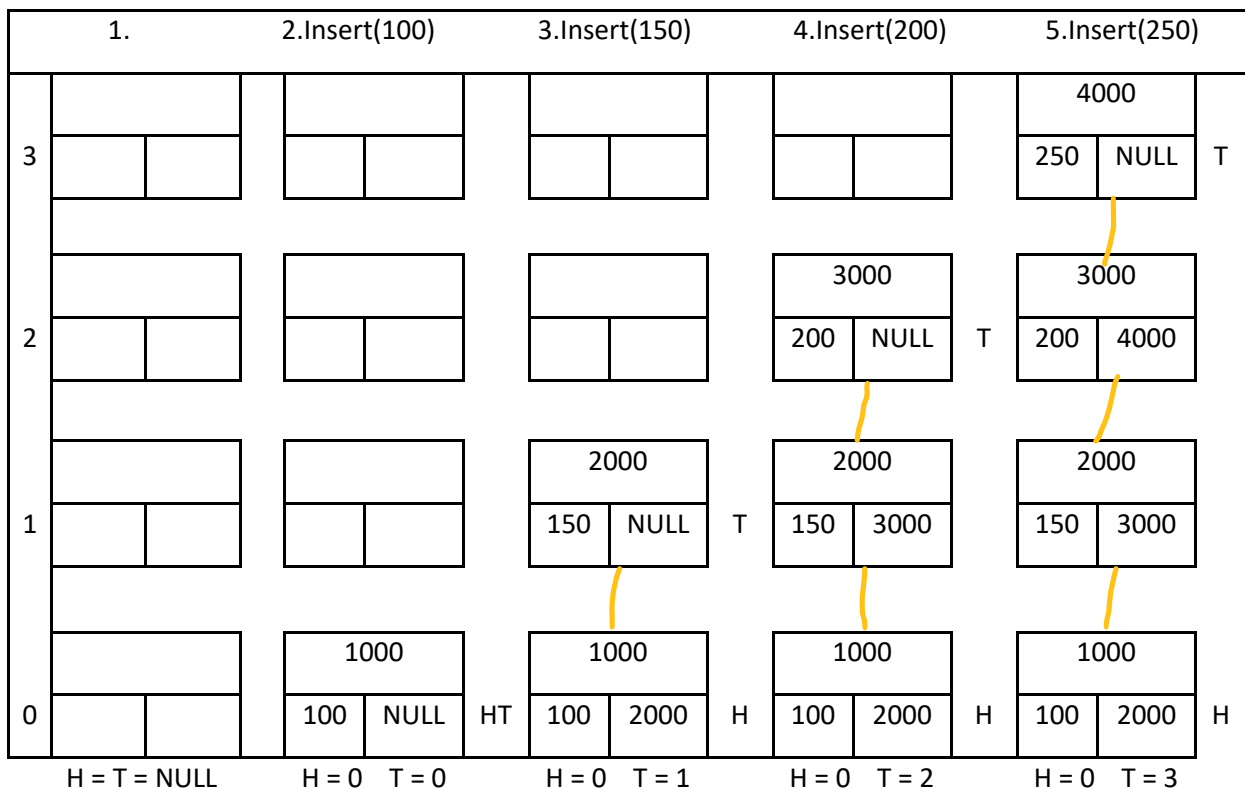 1. 2.Insert(100) 3.Insert(150) 4.Insert(200) 5.Insert(250)
4000
3 250 NULL T
3000 3000
2 200 NULL T 200 4000
2000 2000 2000
1 150 NULL T 150 3000 150 3000
1000 1000 1000 1000
0 100 NULL HT 100 2000 H 100 2000 H 100 2000 H
H = T = NULL H = 0 T = 0 H = 0 T = 1 H = 0 T = 2 H = 0 T = 3